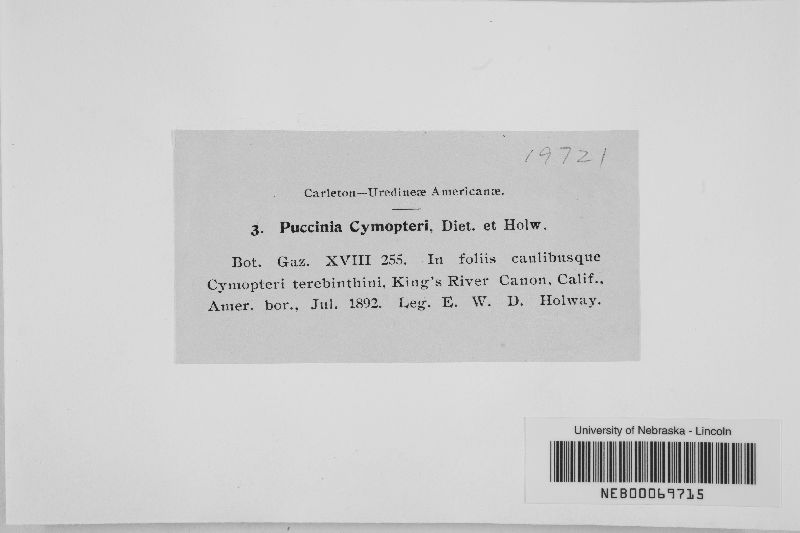 19721
Carleton—Uredineæ Americanæ.
3. Puccinia Cymopteri, Diet. et Holw.
Bot. Gaz. XVIII 255. In foliis caulibusque
Cymopteri terebinthini, King's River Canon, Calif.,
Amer. bor., Jul. 1892. Leg. E. W. D. Holway.
University of Nebraska - Lincoln
NEB00069715